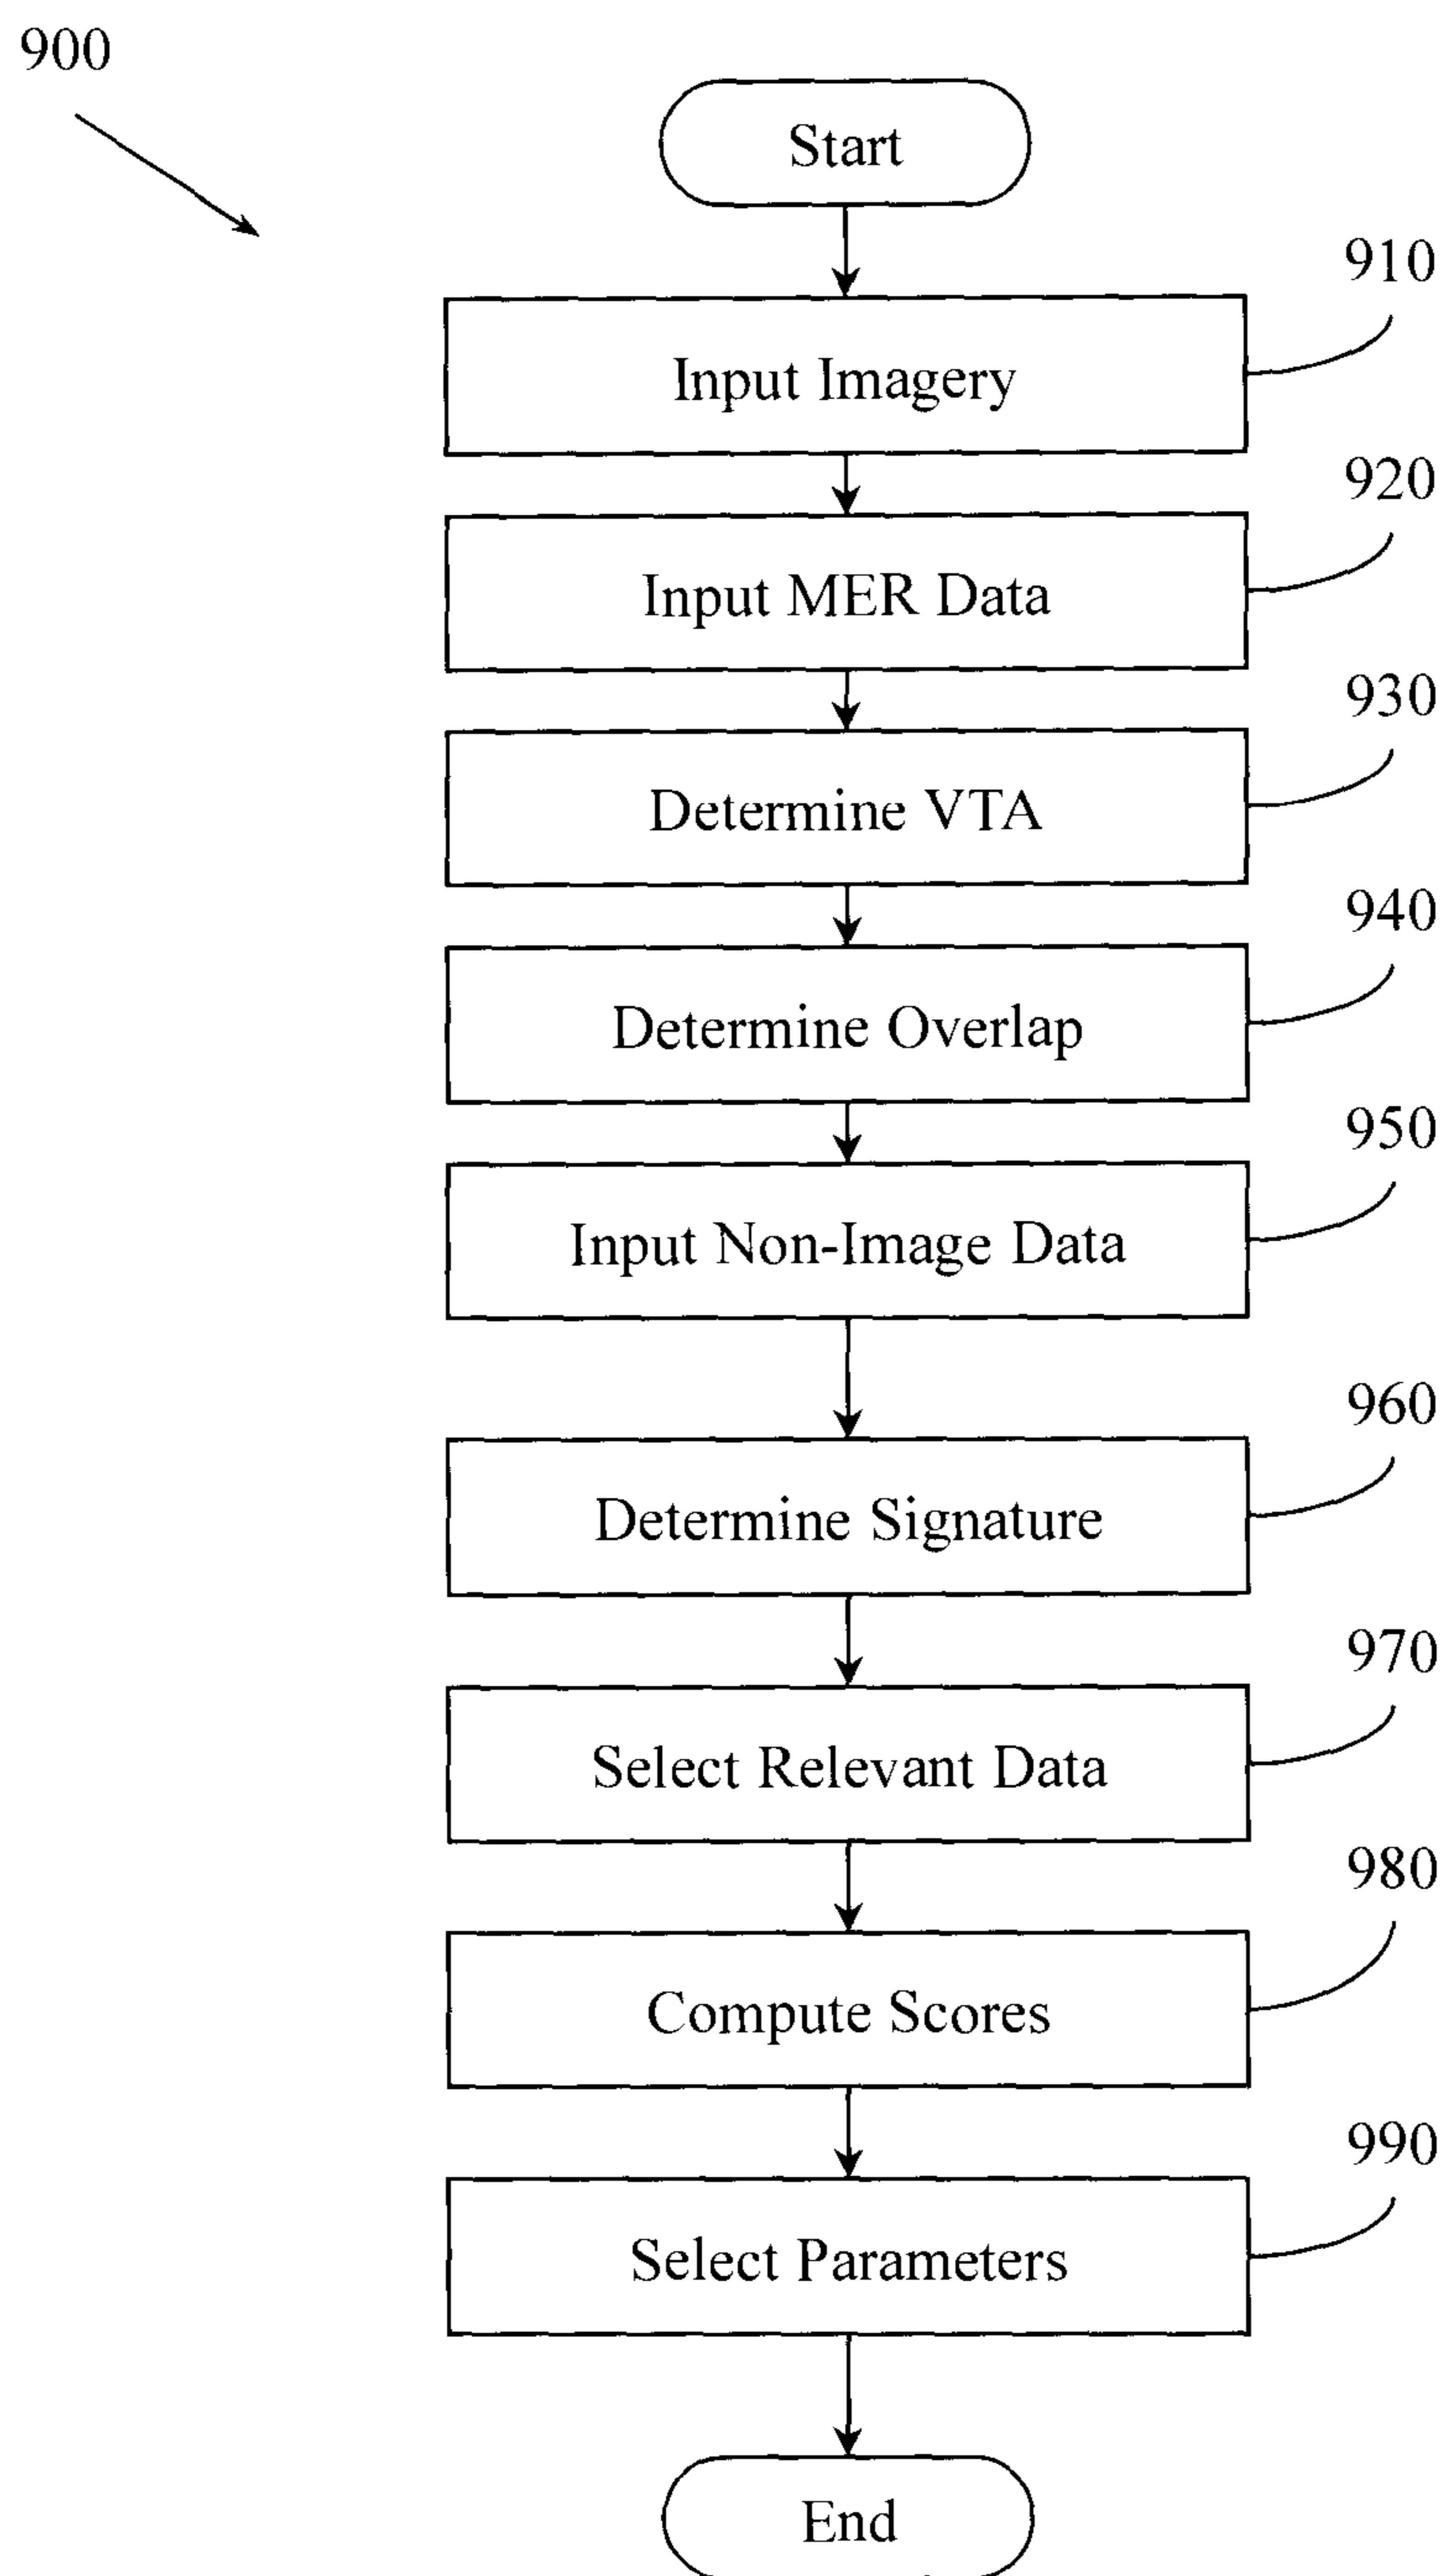 900
Start
910
Input Imagery
920
Input MER Data
930
Determine VTA
940
Determine Overlap
950
Input Non-Image Data
960
Determine Signature
970
Select Relevant Data
980
Compute Scores
990
Select Parameters
End